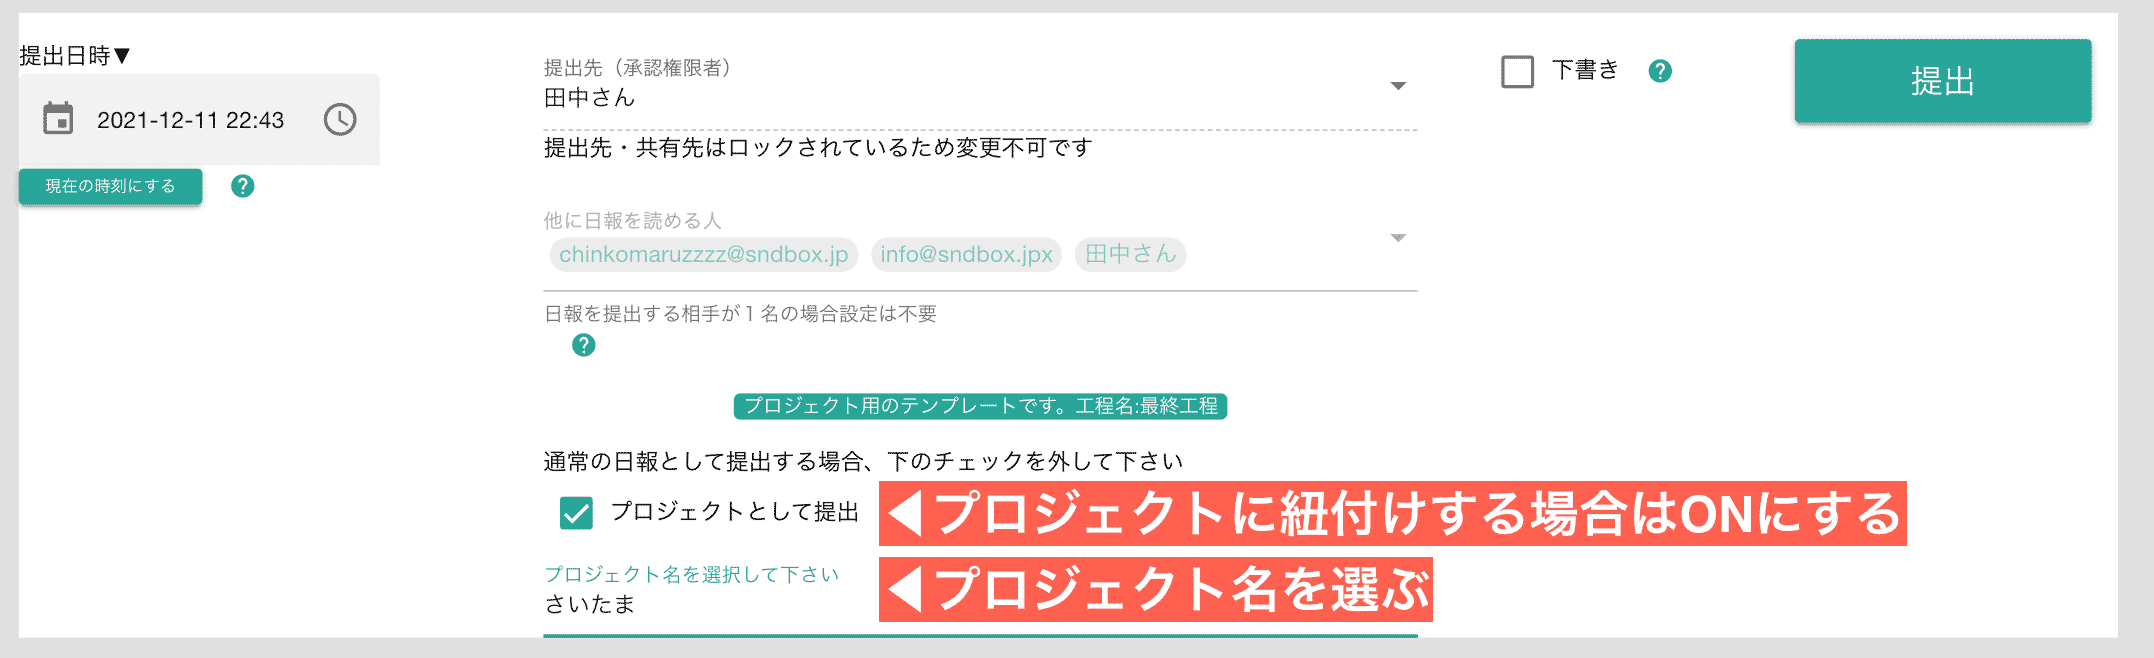 提出日時▼
2021-12-11 22:43
現在の時刻にする
?
提出先（承認権限者）
田中さん
提出先・共有先はロックされているため変更不可です
他に日報を読める人
chinkomaruzzzz@sndbox.jp info@sndbox.jpx 田中さん
日報を提出する相手が１名の場合設定は不要
?
下書き ?
提出
プロジェクト用のテンプレートです。工程名:最終工程
通常の日報として提出する場合、下のチェックを外して下さい
プロジェクトとして提出 ◀プロジェクトに紐付けする場合はONにする
プロジェクト名を選択して下さい
さいたま
◀プロジェクト名を選ぶ